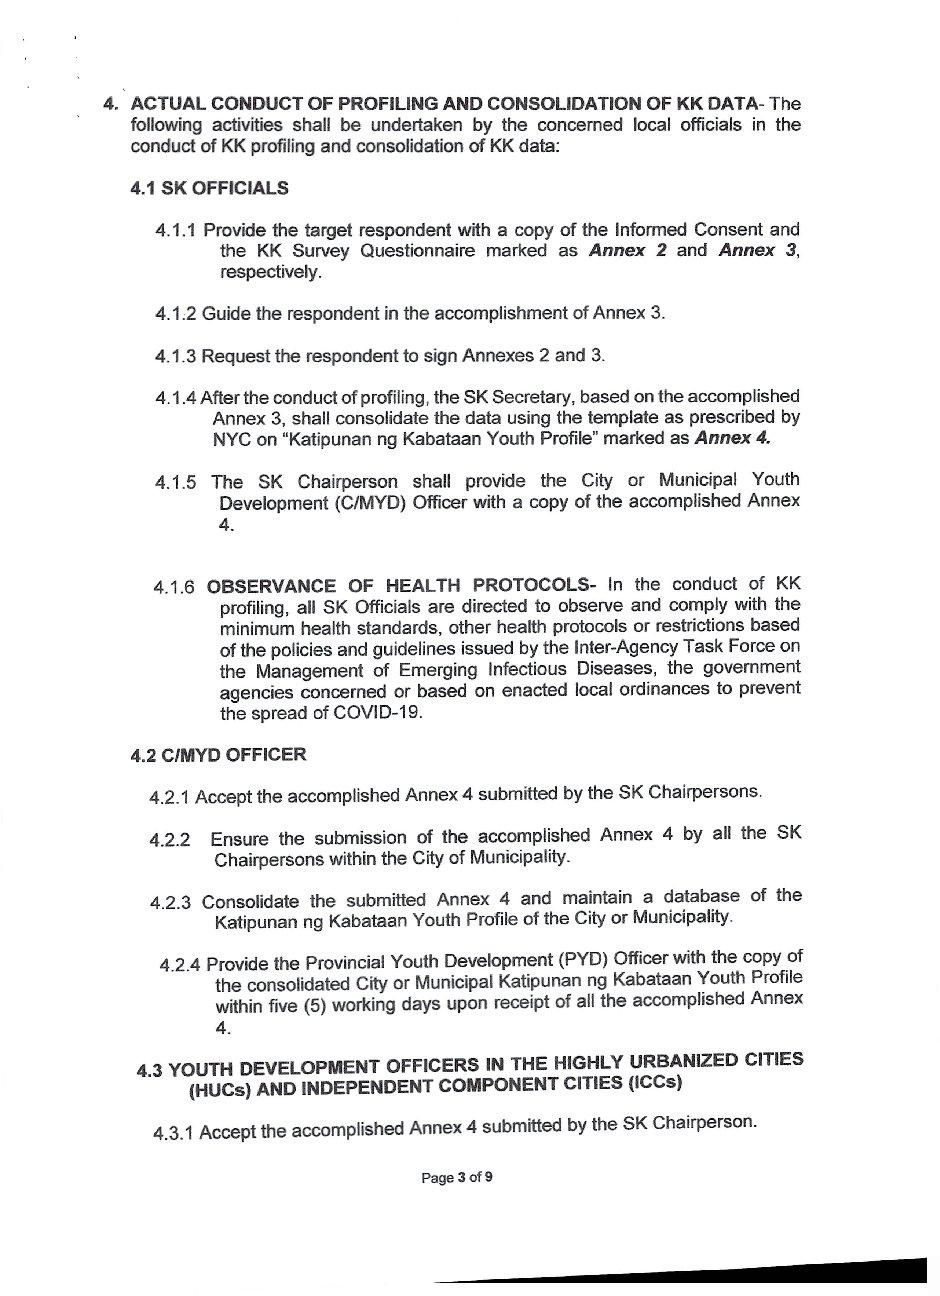 4. ACTUAL CONDUCT OF PROFILING AND CONSOLIDATION OF KK DATA- The
following activities shall be undertaken by the concerned local officials in the
conduct of KK profiling and consolidation of KK data:
4.1 SK OFFICIALS
4.1.1 Provide the target respondent with a copy of the Informed Consent and
the KK Survey Questionnaire marked as Annex 2 and Annex 3,
respectively.
4.1.2 Guide the respondent in the accomplishment of Annex 3.
4.1.3 Request the respondent to sign Annexes 2 and 3.
4.1.4 After the conduct of profiling, the SK Secretary, based on the accomplished
Annex 3, shall consolidate the data using the template as prescribed by
NYC on "Katipunan ng Kabataan Youth Profile" marked as Annex 4.
4.1.5 The SK Chairperson shall provide the City or Municipal Youth
Development (C/MYD) Officer with a copy of the accomplished Annex
4.
4.1.6 OBSERVANCE OF HEALTH PROTOCOLS- In the conduct of KK
profiling, all SK Officials are directed to observe and comply with the
minimum health standards, other health protocols or restrictions based
of the policies and guidelines issued by the Inter-Agency Task Force on
the Management of Emerging Infectious Diseases, the government
agencies concerned or based on enacted local ordinances to prevent
the spread of COVID-19.
4.2 C/MYD OFFICER
4.2.1 Accept the accomplished Annex 4 submitted by the SK Chairpersons.
4.2.2 Ensure the submission of the accomplished Annex 4 by all the SK
Chairpersons within the City of Municipality.
4.2.3 Consolidate the submitted Annex 4 and maintain a database of the
Katipunan ng Kabataan Youth Profile of the City or Municipality.
4.2.4 Provide the Provincial Youth Development (PYD) Officer with the copy of
the consolidated City or Municipal Katipunan ng Kabataan Youth Profile
within five (5) working days upon receipt of all the accomplished Annex
4.
4.3 YOUTH DEVELOPMENT OFFICERS IN THE HIGHLY URBANIZED CITIES
(HUCs) AND INDEPENDENT COMPONENT CITIES (ICCs)
4.3.1 Accept the accomplished Annex 4 submitted by the SK Chairperson.
Page 3 of 9